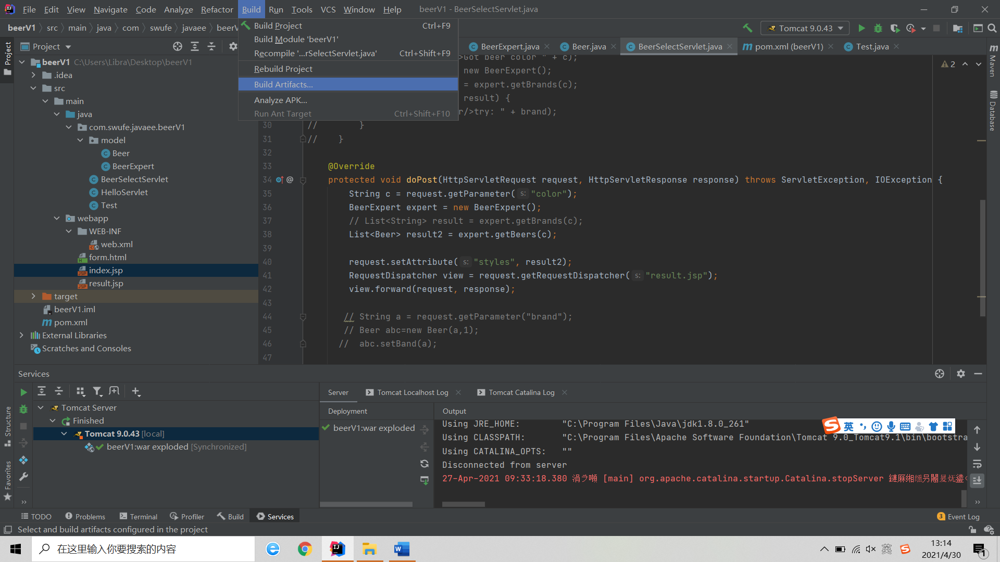 File Edit View Navigate Code Analyze Refactor Build Run Tools VCS Window Help beerV1 - BeerSelectServlet.java
beerV1 src main java com swufe javaee beerV
Tomcat 9.0.43
Build Project Ctrl+F9
Build Module 'beerV1'
Recompile '...rSelectServlet.java' Ctrl+Shift+F9
Rebuild Project
Build Artifacts...
Analyze APK...
Run Ant Target Ctrl+Shift+F10
Project
Project
beerV1 C:\Users\Libra\Desktop\beerV1
.idea
src
main
java
com.swufe.javaee.beerV1
model
Beer
BeerExpert
BeerSelectServlet
HelloServlet
Test
webapp
WEB-INF
web.xml
form.html
index.jsp
result.jsp
target
beerV1.iml
pom.xml
External Libraries
Scratches and Consoles
BeerExpert.java Beer.java BeerSelectServlet.java pom.xml (beerV1) Test.java
>Got beer color " + c);
new BeerExpert();
= expert.getBrands(c);
result) {
r/>try: " + brand);
30 // }
31 // }
32
33 @Override
34 protected void doPost(HttpServletRequest request, HttpServletResponse response) throws ServletException, IOException {
35 String c = request.getParameter( s: "color");
36 BeerExpert expert = new BeerExpert();
37 // List<String> result = expert.getBrands(c);
38 List<Beer> result2 = expert.getBeers(c);
39
40 request.setAttribute( s: "styles", result2);
41 RequestDispatcher view = request.getRequestDispatcher( s: "result.jsp");
42 view.forward(request, response);
43
44 // String a = request.getParameter("brand");
45 // Beer abc=new Beer(a,1);
46 // abc.setBand(a);
47
2
Maven
Database
Structure
Favorites
Services
Tomcat Server
Finished
Tomcat 9.0.43 [local]
beerV1:war exploded [Synchronized]
Server Tomcat Localhost Log Tomcat Catalina Log
Deployment
beerV1:war exploded
Output
Using JRE_HOME: "C:\Program Files\Java\jdk1.8.0_261"
Using CLASSPATH: "C:\Program Files\Apache Software Foundation\Tomcat 9.0_Tomcat9.1\bin\bootstra
Using CATALINA_OPTS: ""
Disconnected from server
27-Apr-2021 09:33:18.380 [main] org.apache.catalina.startup.Catalina.stopServer
英
TODO Problems Terminal Profiler Build Services
3 Event Log
Select and build artifacts configured in the project
在这里输入你要搜索的内容
英
13:14
2021/4/30
1